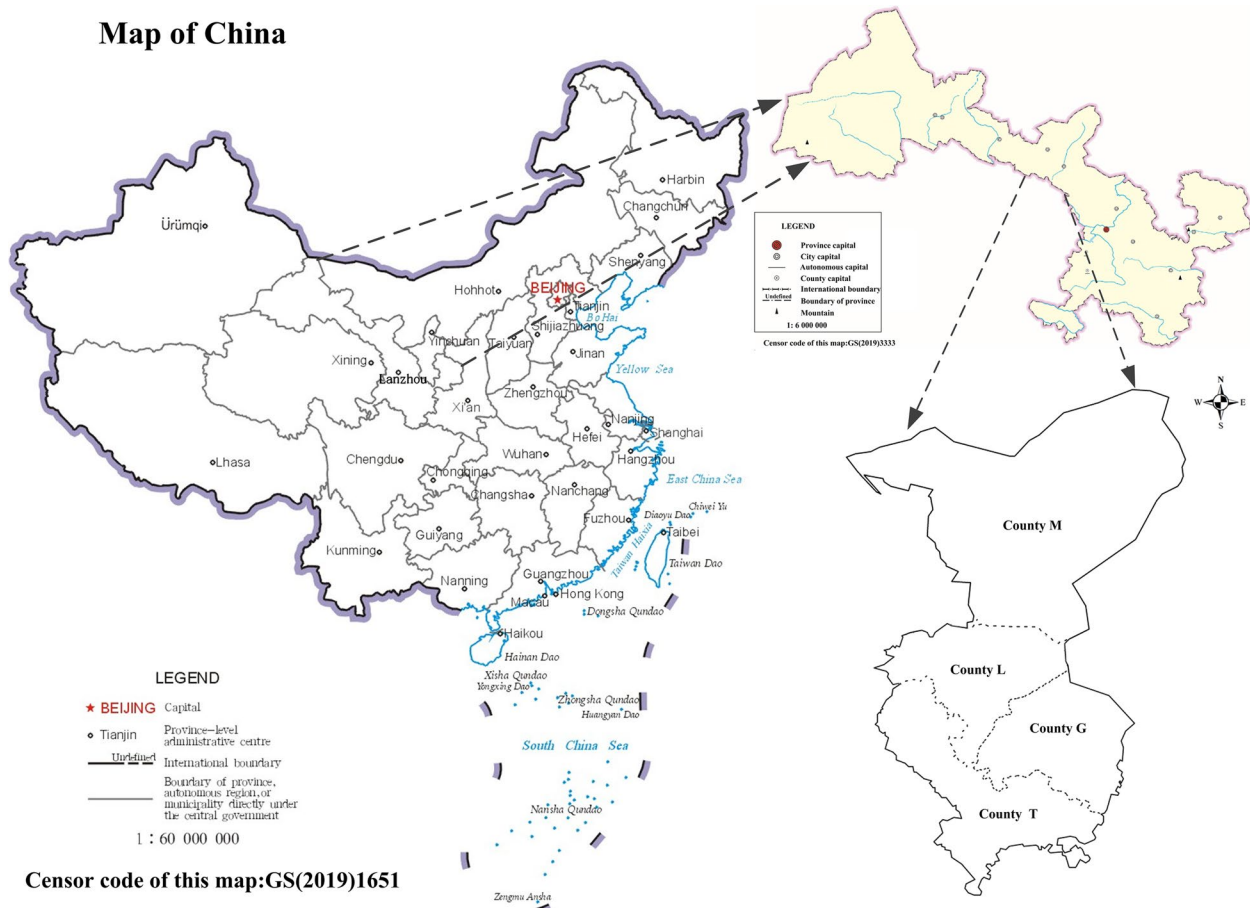 Map of China
Harbin
Changchun
Ürümqi
Shenyang
Hohhot
BEIJING
Tianjin
Bo Hai
Shijiazhuang
Yinchuan
Taiyuan
Xining
Jinan
Lanzhou
Yellow Sea
Zhengzhou
Xi'an
Nanjing
Hefei
Shanghai
Lhasa
Chengdu
Wuhan
Hangzhou
Chongqing
East China Sea
Changsha
Nanchang
Chiwei Yu
Diaoyu Dao
Fuzhou
Guiyang
Taibei
Kunming
Taiwan Haixia
Taiwan Dao
Guangzhou
Nanning
Hong Kong
Macau
Dongsha Qundao
Haikou
Hainan Dao
Xisha Qundao
Yongxing Dao
Zhongsha Qundao
Huangyan Dao
South China Sea
Nansha Qundao
Zengmu Ansha
LEGEND
BEIJING Capital
Tianjin Province-level
administrative centre
Undefined International boundary
Boundary of province,
autonomous region,or
municipality directly under
the central government
1 : 60 000 000
Censor code of this map:GS(2019)1651
LEGEND
Province capital
City capital
Autonomous capital
County capital
International boundary
Undefined Boundary of province
Mountain
1: 6 000 000
Censor code of this map:GS(2019)3333
N
W E
S
County M
County L
County G
County T